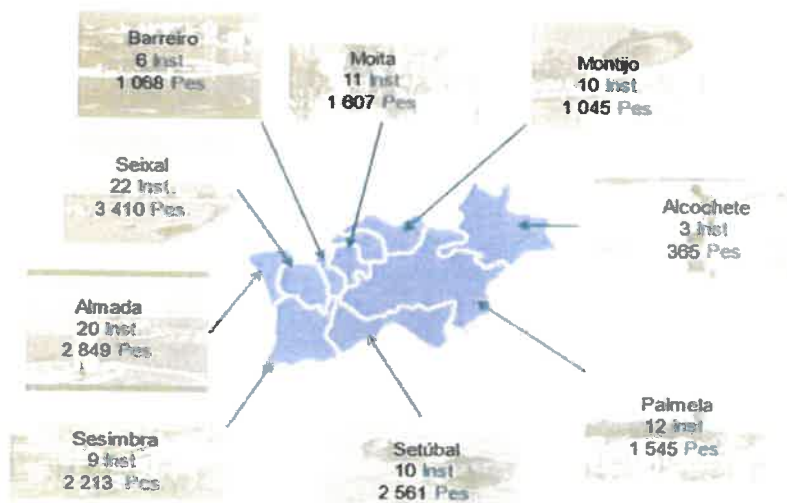 Barreiro
6 Inst.
1 068 Pes
Moita
11 Inst
1 607 Pes
Montijo
10 Inst
1 045 Pes
Seixal
22 Inst.
3 410 Pes
Alcochete
3 Inst
365 Pes
Almada
20 Inst
2 849 Pes
Palmela
12 Inst
1 545 Pes
Sesimbra
9 Inst
2 213 Pes
Setúbal
10 Inst
2 561 Pes